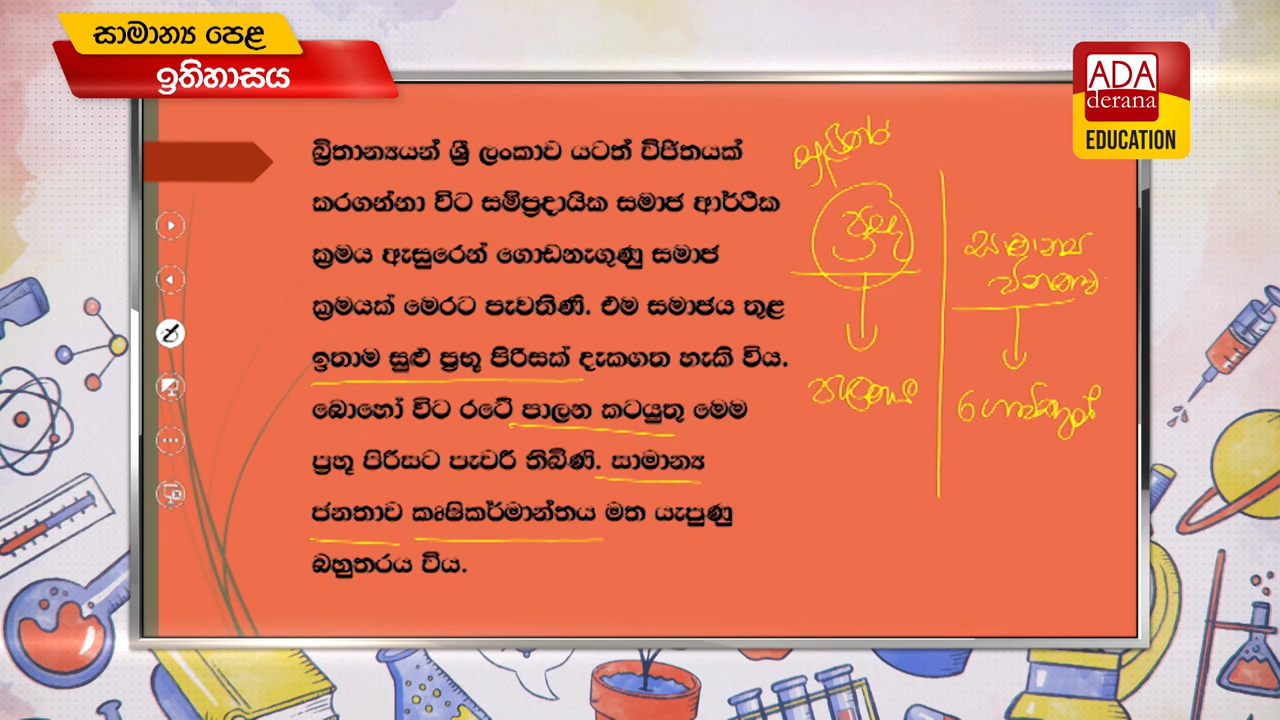 සාමාන්‍ය පෙළ
ඉතිහාසය
ADA
derana
EDUCATION
බ්‍රිතාන්‍යයන් ශ්‍රී ලංකාව යටත් විජිතයක්
කරගන්නා විට සම්ප්‍රදායික සමාජ ආර්ථික
ක්‍රමය ඇසුරෙන් ගොඩනැගුණු සමාජ
ක්‍රමයක් මෙරට පැවතිණි. එම සමාජය තුළ
ඉතාම සුළු ප්‍රභූ පිරිසක් දැකගත හැකි විය.
බොහෝ විට රටේ පාලන කටයුතු මෙම
ප්‍රභූ පිරිසට පැවරී තිබිණි. සාමාන්‍ය
ජනතාව කෘෂිකර්මාන්තය මත යැපුණු
බහුතරය විය.
ප්‍රභූ
සාමාන්‍ය
ජනතාව
පාලනය
ගොවිකුල්